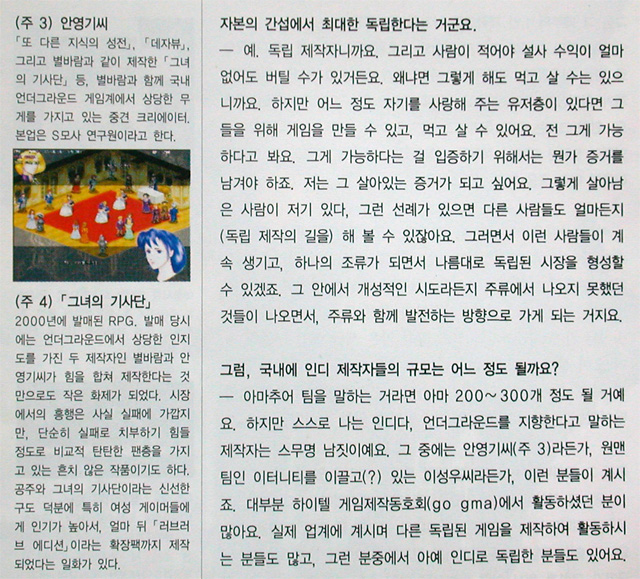 (주 3) 안영기씨
「또 다른 지식의 성전」, 「데자뷰」,
그리고 별바람과 같이 제작한 「그녀
의 기사단」 등, 별바람과 함께 국내
언더그라운드 게임계에서 상당한 무
게를 가지고 있는 중견 크리에이터.
본업은 S모사 연구원이라고 한다.
(주 4) 「그녀의 기사단」
2000년에 발매된 RPG. 발매 당시
에는 언더그라운드에서 상당한 인지
도를 가진 두 제작자인 별바람과 안
영기씨가 힘을 합쳐 제작한다는 것
만으로도 작은 화제가 되었다. 시장
에서의 흥행은 사실 실패에 가깝지
만, 단순히 실패로 치부하기 힘들
정도로 비교적 탄탄한 팬층을 가지
고 있는 흔치 않은 작품이기도 하다.
공주와 그녀의 기사단이라는 신선한
구도 덕분에 특히 여성 게이머들에
게 인기가 높아서, 얼마 뒤 「러브러
브 에디션」이라는 확장팩까지 제작
되었다는 일화가 있다.
자본의 간섭에서 최대한 독립한다는 거군요.
― 예. 독립 제작자니까요. 그리고 사람이 적어야 설사 수익이 얼마
없어도 버틸 수가 있거든요. 왜냐면 그렇게 해도 먹고 살 수는 있으
니까요. 하지만 어느 정도 자기를 사랑해 주는 유저층이 있다면 그
들을 위해 게임을 만들 수 있고, 먹고 살 수 있어요. 전 그게 가능
하다고 봐요. 그게 가능하다는 걸 입증하기 위해서는 뭔가 증거를
남겨야 하죠. 저는 그 살아있는 증거가 되고 싶어요. 그렇게 살아남
은 사람이 저기 있다, 그런 선례가 있으면 다른 사람들도 얼마든지
(독립 제작의 길을) 해 볼 수 있잖아요. 그러면서 이런 사람들이 계
속 생기고, 하나의 조류가 되면서 나름대로 독립된 시장을 형성할
수 있겠죠. 그 안에서 개성적인 시도라든지 주류에서 나오지 못했던
것들이 나오면서, 주류와 함께 발전하는 방향으로 가게 되는 거지요.
그럼, 국내에 인디 제작자들의 규모는 어느 정도 될까요?
― 아마추어 팀을 말하는 거라면 아마 200~300개 정도 될 거예
요. 하지만 스스로 나는 인디다, 언더그라운드를 지향한다고 말하는
제작자는 스무명 남짓이예요. 그 중에는 안영기씨(주 3)라든가, 원맨
팀인 이터니티를 이끌고(?) 있는 이성우씨라든가, 이런 분들이 계시
죠. 대부분 하이텔 게임제작동호회(go gma)에서 활동하셨던 분이
많아요. 실제 업계에 계시며 다른 독립된 게임을 제작하여 활동하시
는 분들도 많고, 그런 분중에서 아예 인디로 독립한 분들도 있어요.